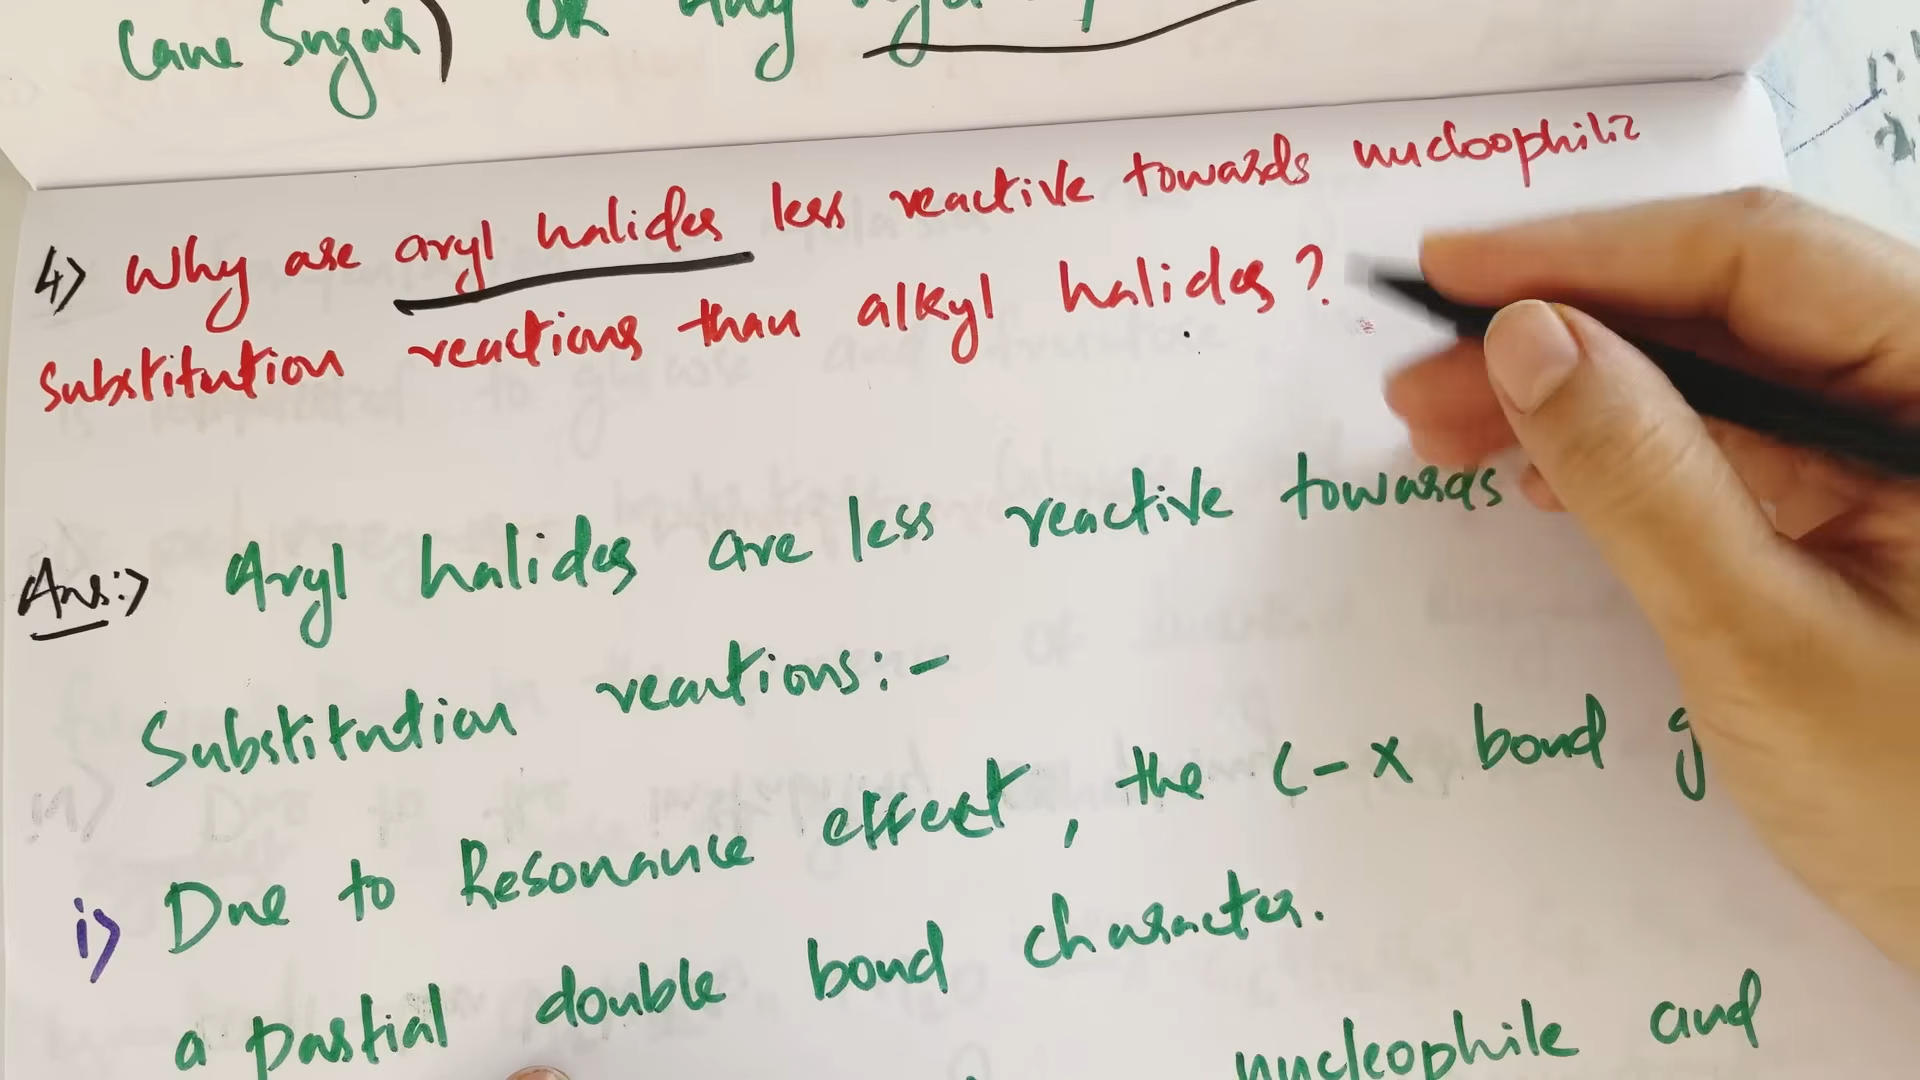 Cane Sugar) OR Any
4) Why are aryl halides less reactive towards nucleophilic
Substitution reactions than alkyl halides?
Ans:> Aryl halides are less reactive towards
Substitution reactions:-
i) Due to Resonance effect, the C-X bond g
a partial double bond character.
nucleophile and